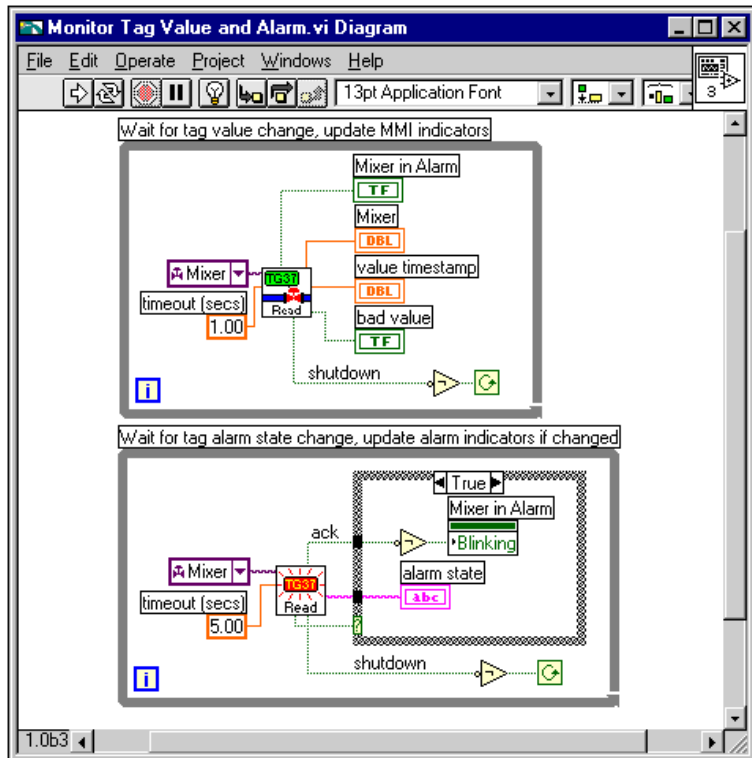 Monitor Tag Value and Alarm.vi Diagram
File Edit Operate Project Windows Help
13pt Application Font
3
Wait for tag value change, update MMI indicators
Mixer in Alarm
TF
Mixer
DBL
Mixer
TG37
Read
value timestamp
DBL
timeout (secs)
1.00
bad value
TF
shutdown
i
Wait for tag alarm state change, update alarm indicators if changed
True
Mixer in Alarm
ack
Blinking
Mixer
TG37
Read
alarm state
abc
timeout (secs)
5.00
?
shutdown
i
1.0b3